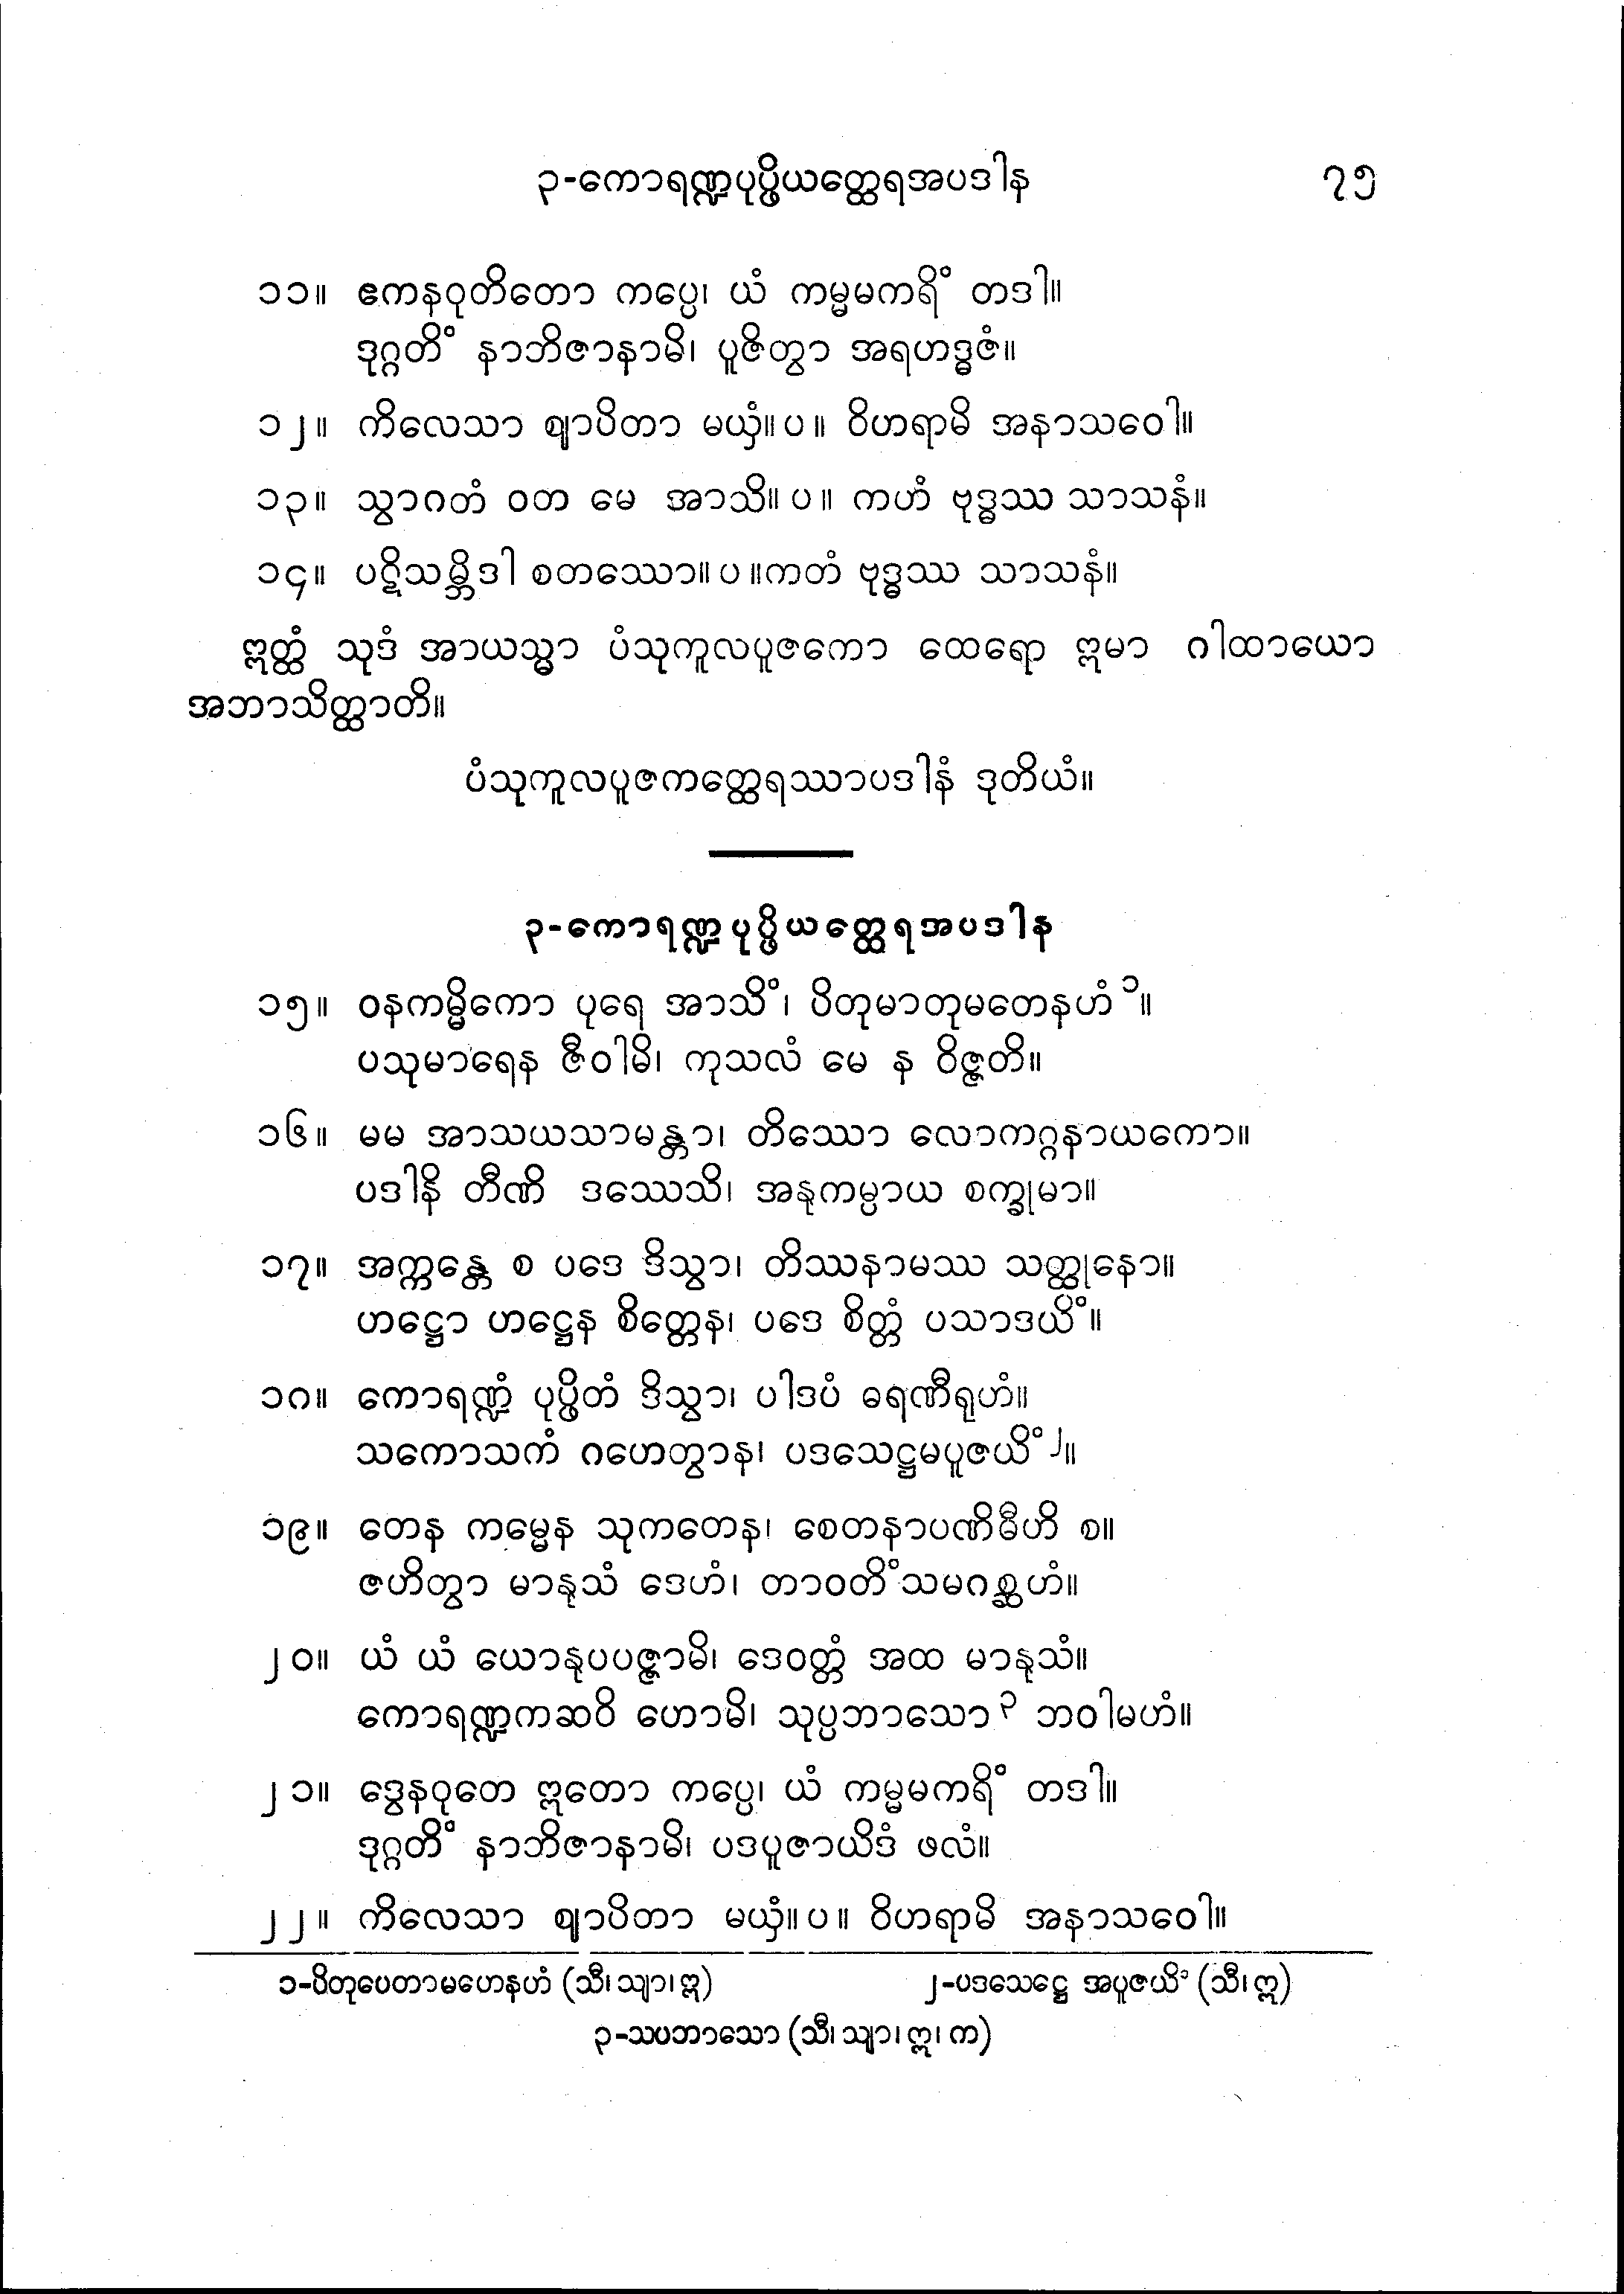 ၃-ကောရဏ္ဍပုပ္ဖိယတ္ထေရအပဒါန ၇၅
၁၁။ ဧကနဝုတိတော ကပ္ပေ၊ ယံ ကမ္မမကရိံ တဒါ။
ဒုဂ္ဂတိံ နာဘိဇာနာမိ၊ ပူဇိတွာ အရဟဒ္ဓဇံ။
၁၂။ ကိလေသာ ဈာပိတာ မယှံ။ပ။ ဝိဟရာမိ အနာသဝေါ။
၁၃။ သွာဂတံ ဝတ မေ အာသိ။ပ။ ကဟံ ဗုဒ္ဓဿ သာသနံ။
၁၄။ ပဋိသမ္ဘိဒါ စတဿော။ပ။ကတံ ဗုဒ္ဓဿ သာသနံ။
ဣတ္ထံ သုဒံ အာယသ္မာ ပံသုကူလပူဇကော ထေရော ဣမာ ဂါထာယော
အဘာသိတ္ထာတိ။
ပံသုကူလပူဇကတ္ထေရဿာပဒါနံ ဒုတိယံ။
၃-ကောရဏ္ဍပုပ္ဖိယတ္ထေရအပဒါန
၁၅။ ဝနကမ္မိကော ပုရေ အာသိံ၊ ပိတုမာတုမတေနဟံ ၁။
ပသုမာရေန ဇီဝါမိ၊ ကုသလံ မေ န ဝိဇ္ဇတိ။
၁၆။ မမ အာသယသာမန္တာ၊ တိဿော လောကဂ္ဂနာယကော။
ပဒါနိ တီဏိ ဒဿေသိ၊ အနုကမ္ပာယ စက္ခုမာ။
၁၇။ အက္ကန္တေ စ ပဒေ ဒိသွာ၊ တိဿနာမဿ သတ္ထုနော။
ဟဋ္ဌော ဟဋ္ဌေန စိတ္တေန၊ ပဒေ စိတ္တံ ပသာဒယိံ။
၁၈။ ကောရဏ္ဍံ ပုပ္ဖိတံ ဒိသွာ၊ ပါဒပံ ဓရဏီရုဟံ။
သကောသကံ ဂဟေတွာန၊ ပဒသေဋ္ဌမပူဇယိံ ၂။
၁၉။ တေန ကမ္မေန သုကတေန၊ စေတနာပဏိဓီဟိ စ။
ဇဟိတွာ မာနုသံ ဒေဟံ၊ တာဝတိံသမဂစ္ဆဟံ။
၂၀။ ယံ ယံ ယောနုပပဇ္ဇာမိ၊ ဒေဝတ္တံ အထ မာနုသံ။
ကောရဏ္ဍကဆဝိ ဟောမိ၊ သုပ္ပဘာသော ၃ ဘဝါမဟံ။
၂၁။ ဒွေနဝုတေ ဣတော ကပ္ပေ၊ ယံ ကမ္မမကရိံ တဒါ။
ဒုဂ္ဂတိံ နာဘိဇာနာမိ၊ ပဒပူဇာယိဒံ ဖလံ။
၂၂။ ကိလေသာ ဈာပိတာ မယှံ။ပ။ ဝိဟရာမိ အနာသဝေါ။
၁-ပိတုပေတာမဟေနဟံ (သီ၊ သျာ၊ ဣ) ၂-ပဒသေဋ္ဌေ အပူဇယိံ (သီ၊ ဣ)
၃-သပဘာသော (သီ၊ သျာ၊ ဣ၊ က)